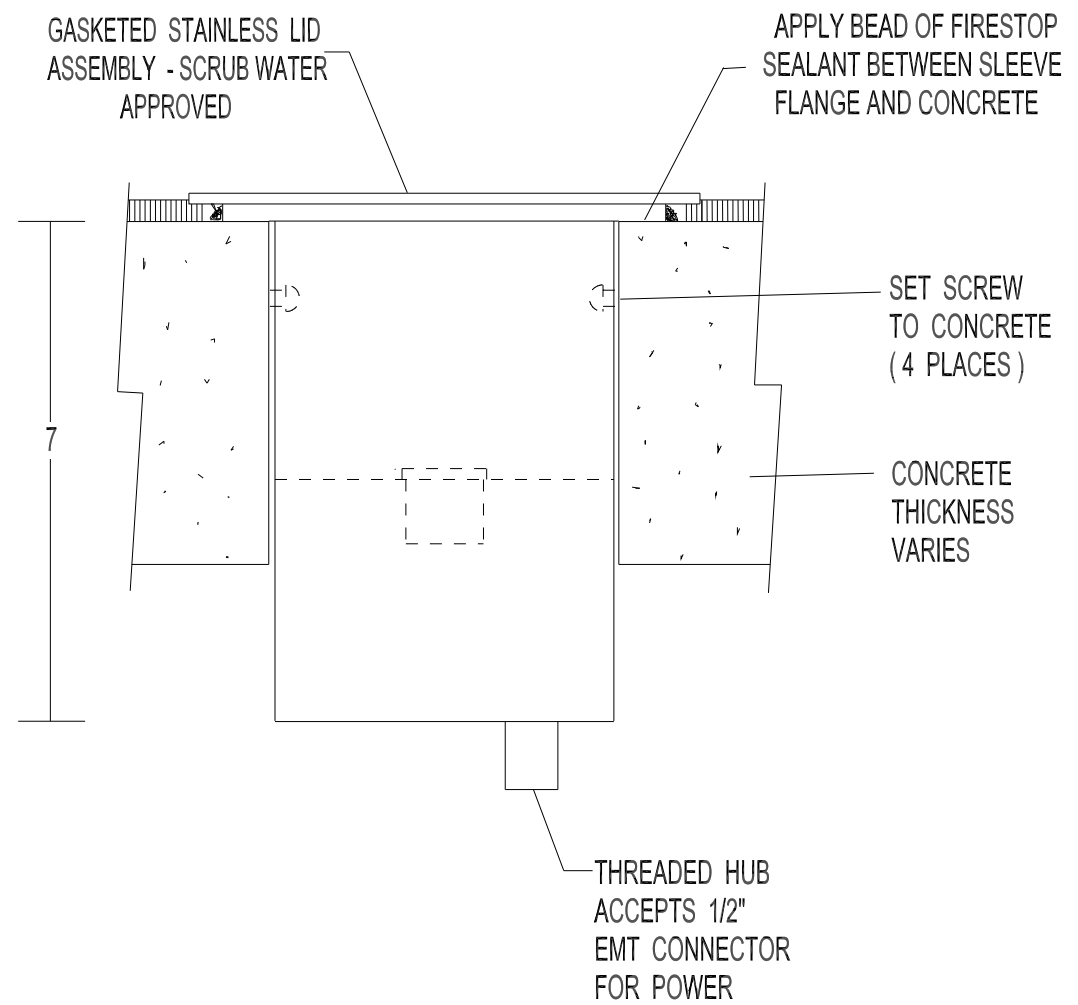 GASKETED STAINLESS LID
ASSEMBLY - SCRUB WATER
APPROVED
APPLY BEAD OF FIRESTOP
SEALANT BETWEEN SLEEVE
FLANGE AND CONCRETE
SET SCREW
TO CONCRETE
( 4 PLACES )
7
CONCRETE
THICKNESS
VARIES
THREADED HUB
ACCEPTS 1/2"
EMT CONNECTOR
FOR POWER